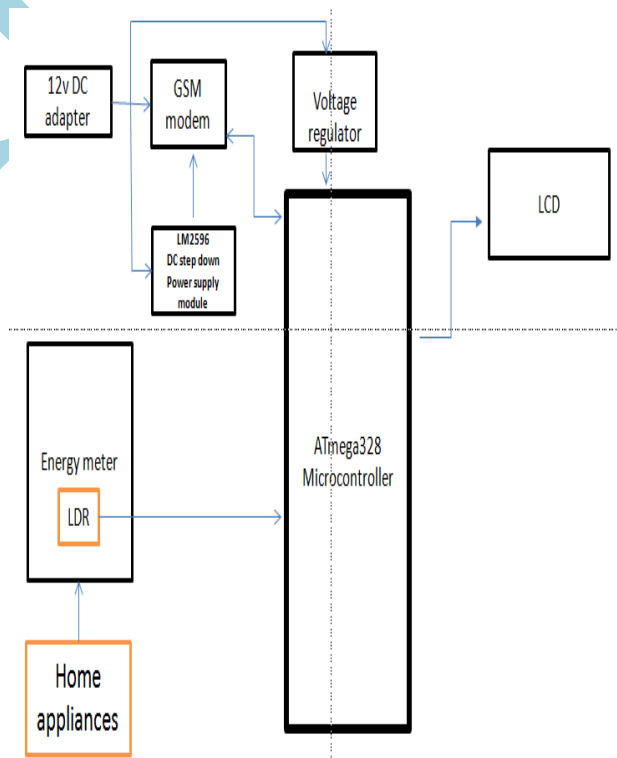 12v DC
adapter
GSM
modem
Voltage
regulator
LCD
LM2596
DC step down
Power supply
module
Energy meter
LDR
ATmega328
Microcontroller
Home
appliances